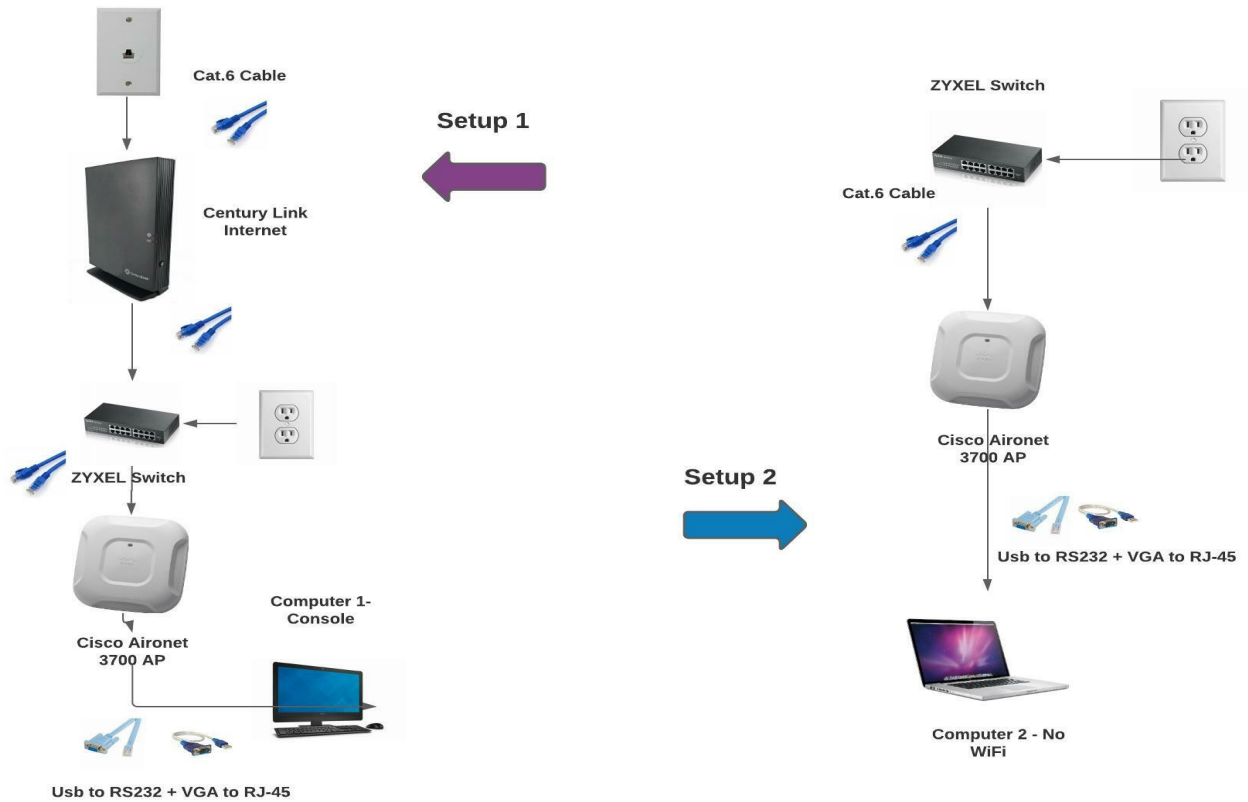 Cat.6 Cable
Setup 1
Century Link
Internet
ZYXEL Switch
Cisco Aironet
3700 AP
Computer 1-
Console
Usb to RS232 + VGA to RJ-45
ZYXEL Switch
Cat.6 Cable
Cisco Aironet
3700 AP
Setup 2
Usb to RS232 + VGA to RJ-45
Computer 2 - No
WiFi